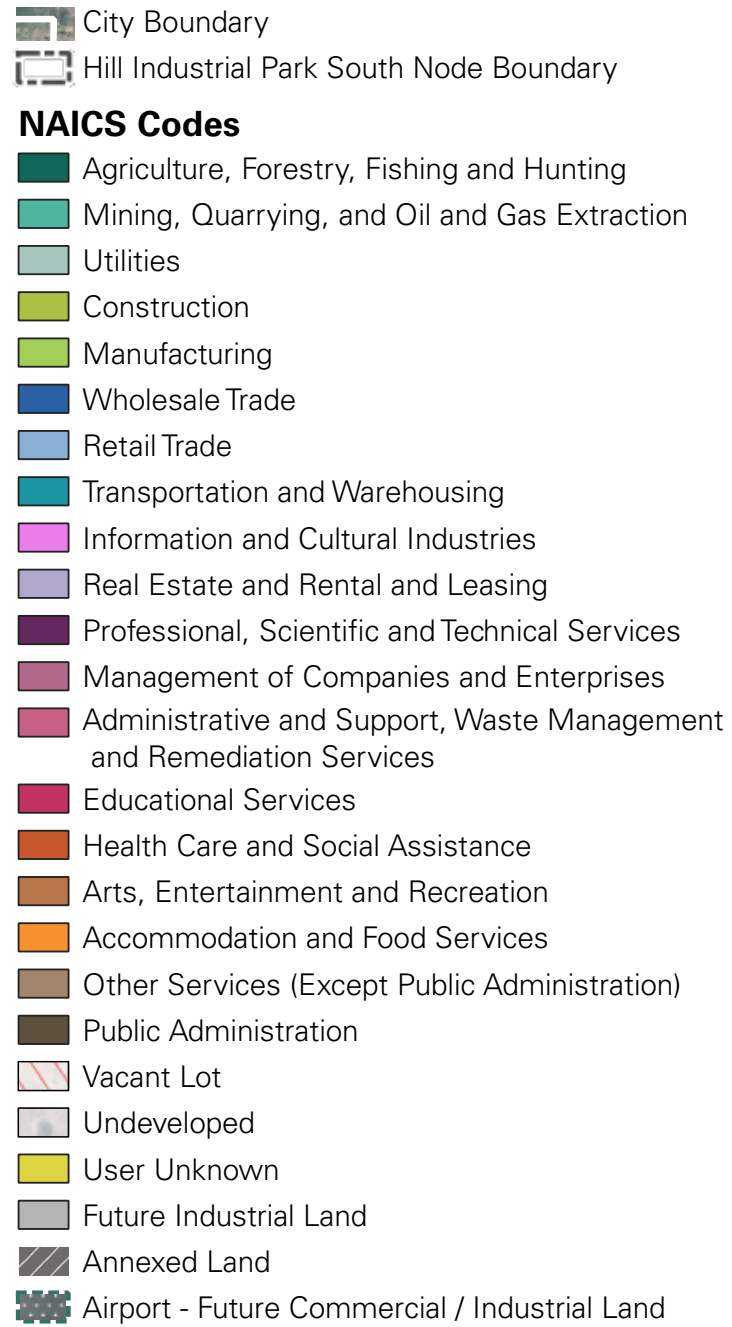 City Boundary
Hill Industrial Park South Node Boundary
NAICS Codes
Agriculture, Forestry, Fishing and Hunting
Mining, Quarrying, and Oil and Gas Extraction
Utilities
Construction
Manufacturing
Wholesale Trade
Retail Trade
Transportation and Warehousing
Information and Cultural Industries
Real Estate and Rental and Leasing
Professional, Scientific and Technical Services
Management of Companies and Enterprises
Administrative and Support, Waste Management
and Remediation Services
Educational Services
Health Care and Social Assistance
Arts, Entertainment and Recreation
Accommodation and Food Services
Other Services (Except Public Administration)
Public Administration
Vacant Lot
Undeveloped
User Unknown
Future Industrial Land
Annexed Land
Airport - Future Commercial / Industrial Land